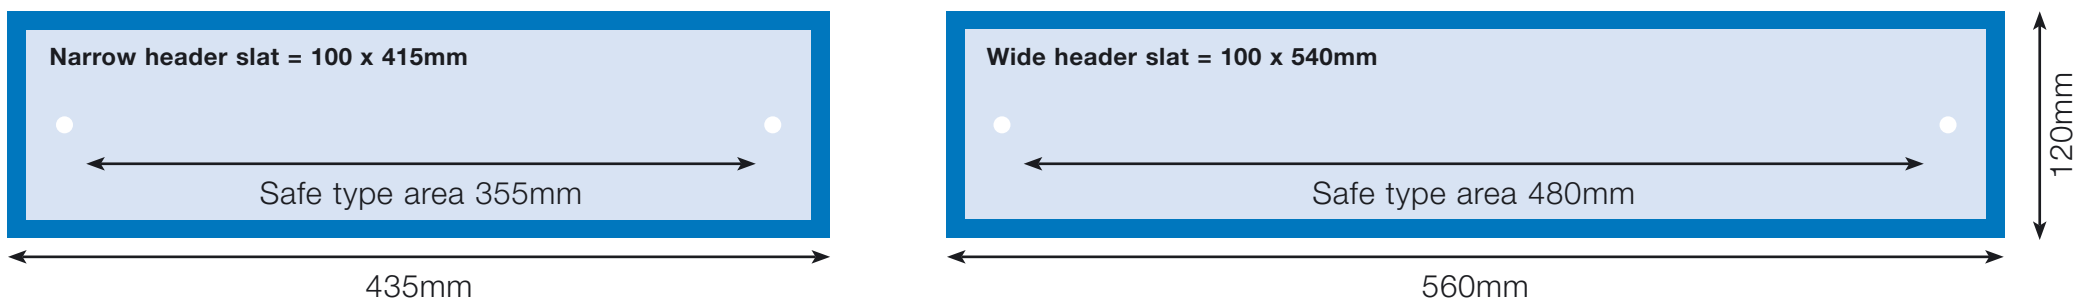 Narrow header slat = 100 x 415mm
Safe type area 355mm
435mm
Wide header slat = 100 x 540mm
Safe type area 480mm
560mm
120mm